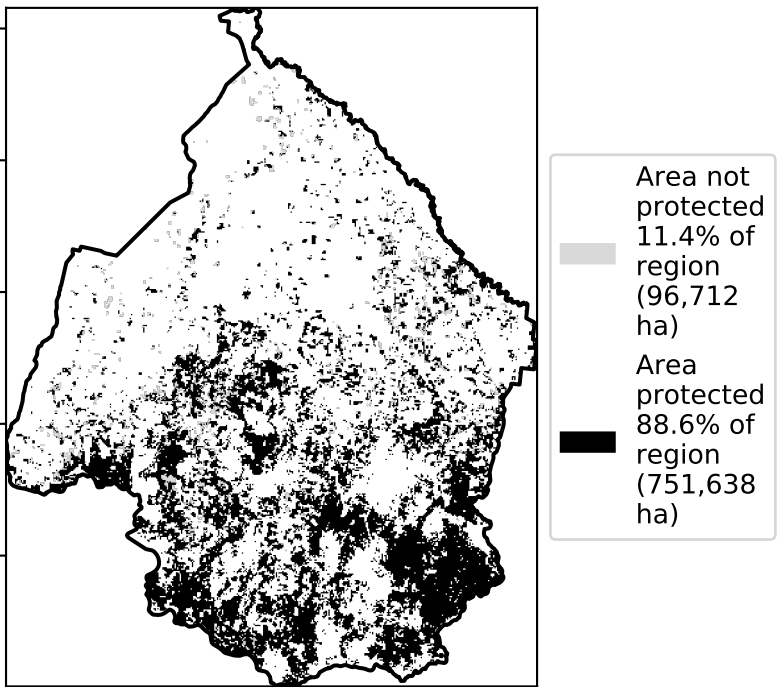 Area not
protected
11.4% of
region
(96,712
ha)
Area
protected
88.6% of
region
(751,638
ha)